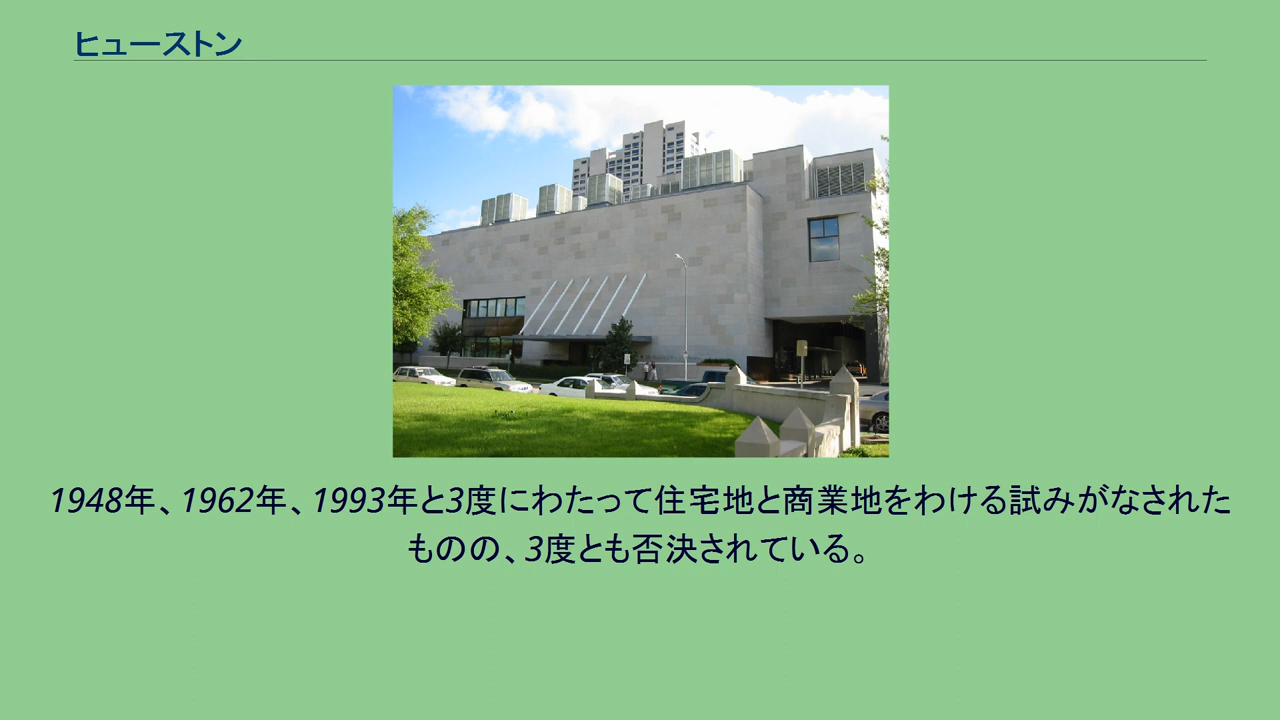 ヒューストン
1948年、1962年、1993年と3度にわたって住宅地と商業地をわける試みがなされた
ものの、3度とも否決されている。